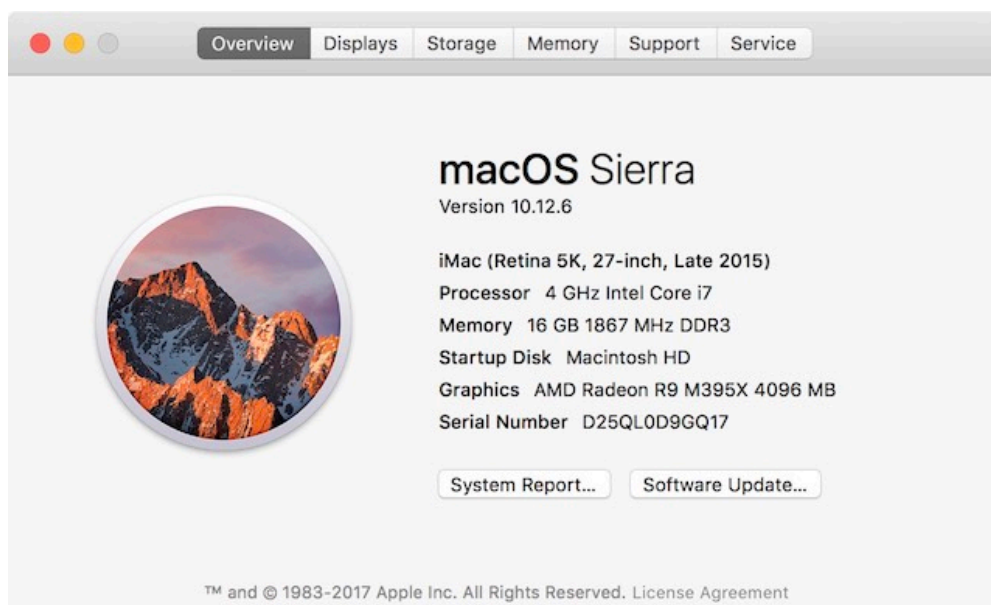 Overview Displays Storage Memory Support Service
macOS Sierra
Version 10.12.6
iMac (Retina 5K, 27-inch, Late 2015)
Processor 4 GHz Intel Core i7
Memory 16 GB 1867 MHz DDR3
Startup Disk Macintosh HD
Graphics AMD Radeon R9 M395X 4096 MB
Serial Number D25QL0D9GQ17
System Report... Software Update...
™ and © 1983-2017 Apple Inc. All Rights Reserved. License Agreement